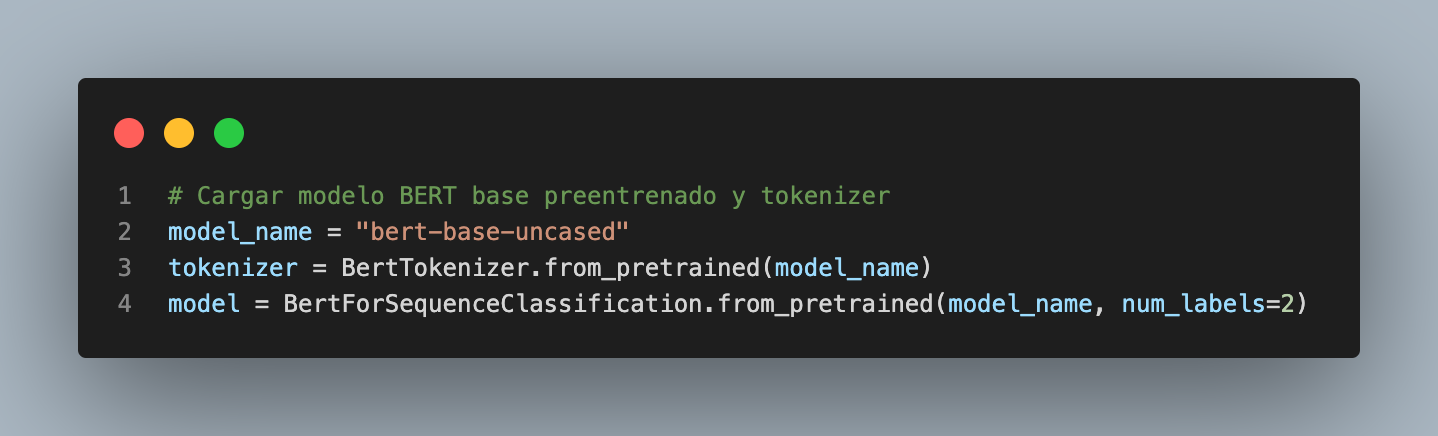 1 # Cargar modelo BERT base preentrenado y tokenizer
2 model_name = "bert-base-uncased"
3 tokenizer = BertTokenizer.from_pretrained(model_name)
4 model = BertForSequenceClassification.from_pretrained(model_name, num_labels=2)